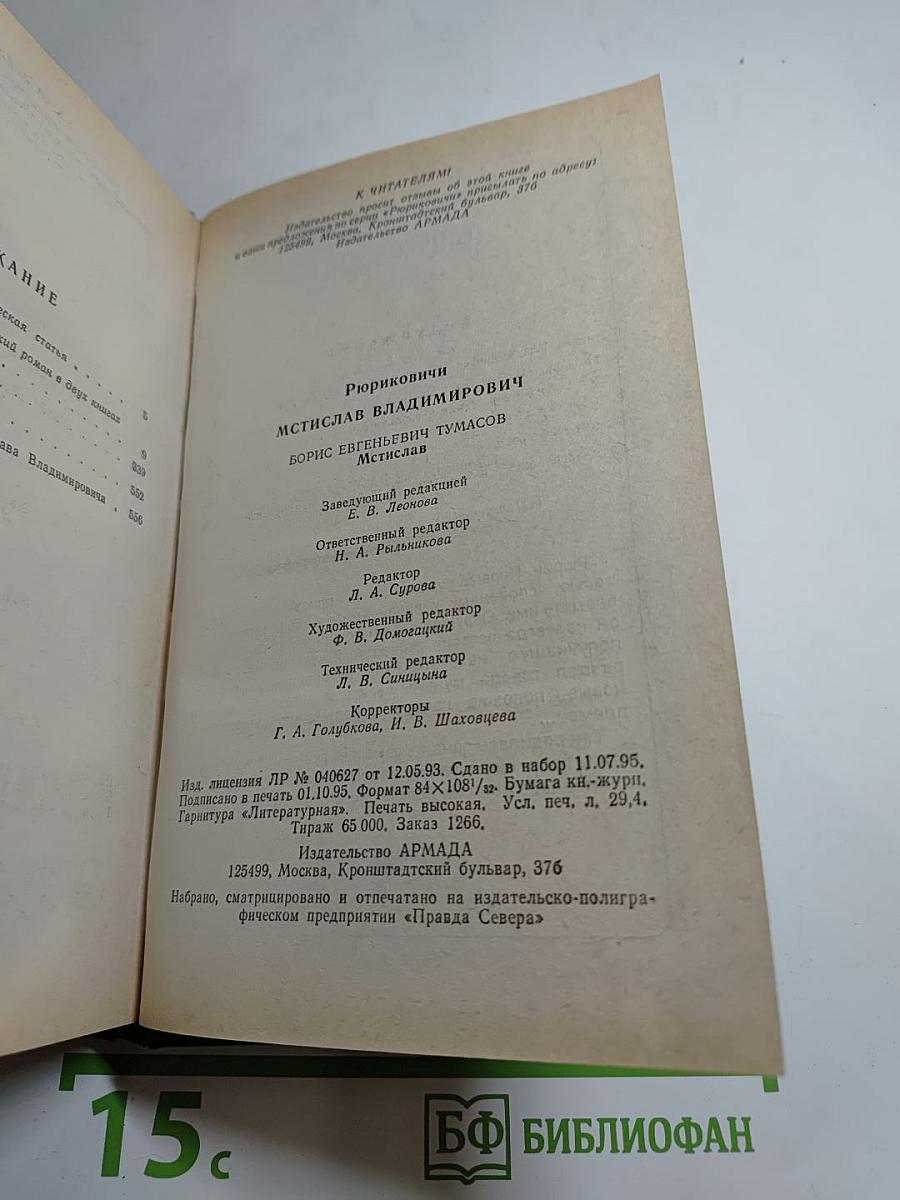 КАНИЕ
еская статья
5
кий роман в двух книгах
9
539
552
ава Владимировича
556
К ЧИТАТЕЛЯМ!
Издательство просит отзывы об этой книге
и ваши предложения по серии «Рюриковичи» присылать по адресу:
125499, Москва, Кронштадтский бульвар, 37б
Издательство АРМАДА
Рюриковичи
МСТИСЛАВ ВЛАДИМИРОВИЧ
БОРИС ЕВГЕНЬЕВИЧ ТУМАСОВ
Мстислав
Заведующий редакцией
Е. В. Леонова
Ответственный редактор
Н. А. Рыльникова
Редактор
Л. А. Сурова
Художественный редактор
Ф. В. Домогацкий
Технический редактор
Л. В. Синицына
Корректоры
Г. А. Голубкова, И. В. Шаховцева
Изд. лицензия ЛР № 040627 от 12.05.93. Сдано в набор 11.07.95.
Подписано в печать 01.10.95. Формат 84×108¹/₃₂. Бумага кн.-журн.
Гарнитура «Литературная». Печать высокая. Усл. печ. л. 29,4.
Тираж 65 000. Заказ 1266.
Издательство АРМАДА
125499, Москва, Кронштадтский бульвар, 37б
Набрано, сматрицировано и отпечатано на издательско-полигра-
фическом предприятии «Правда Севера»
15 с
БФ БИБЛИОФАН